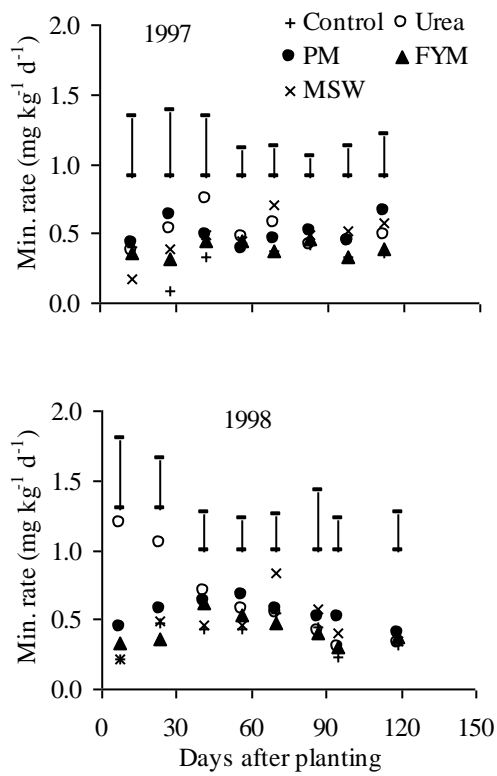 1997
+ Control ○ Urea
● PM ▲ FYM
× MSW
Min. rate (mg kg⁻¹ d⁻¹)
2.0
1.5
1.0
0.5
0.0
1998
Min. rate (mg kg⁻¹ d⁻¹)
2.0
1.5
1.0
0.5
0.0
0 30 60 90 120 150
Days after planting